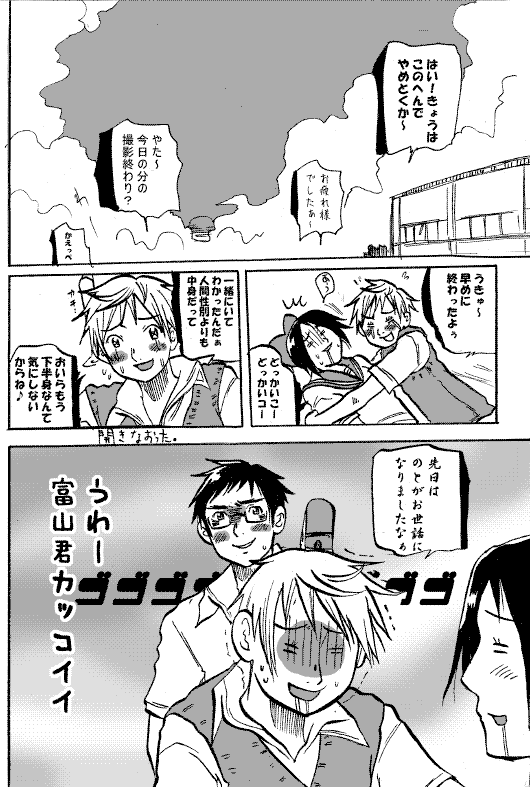 はい!きょうは
このへんで
やめとくか〜
お疲れ様
でしたぁ〜
やた〜
今日の分の
撮影終わり?
かえっぺ
うきゅ〜
早めに
終わったよぅ
どっかいこー
どっかいコー
一緒にいて
わかったんだぁ
人間性別よりも
中身だって
おいらもう
下半身なんて
気にしない
からね♪
開きなおった。
先日は
のとがお世話に
なりましたなぁ
ゴゴゴゴゴゴ
うわー
富山君カッコイイ